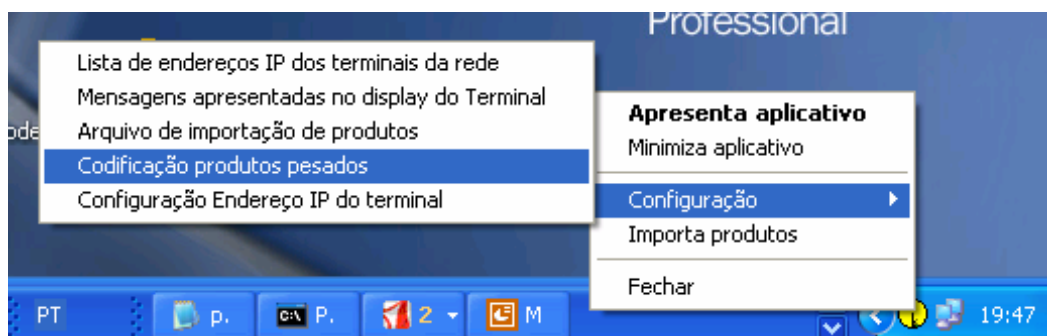 Professional
Lista de endereços IP dos terminais da rede
Mensagens apresentadas no display do Terminal
Arquivo de importação de produtos
Codificação produtos pesados
Configuração Endereço IP do terminal
Apresenta aplicativo
Minimiza aplicativo
Configuração
Importa produtos
Fechar
ode
PT
p.
P.
2
M
19:47